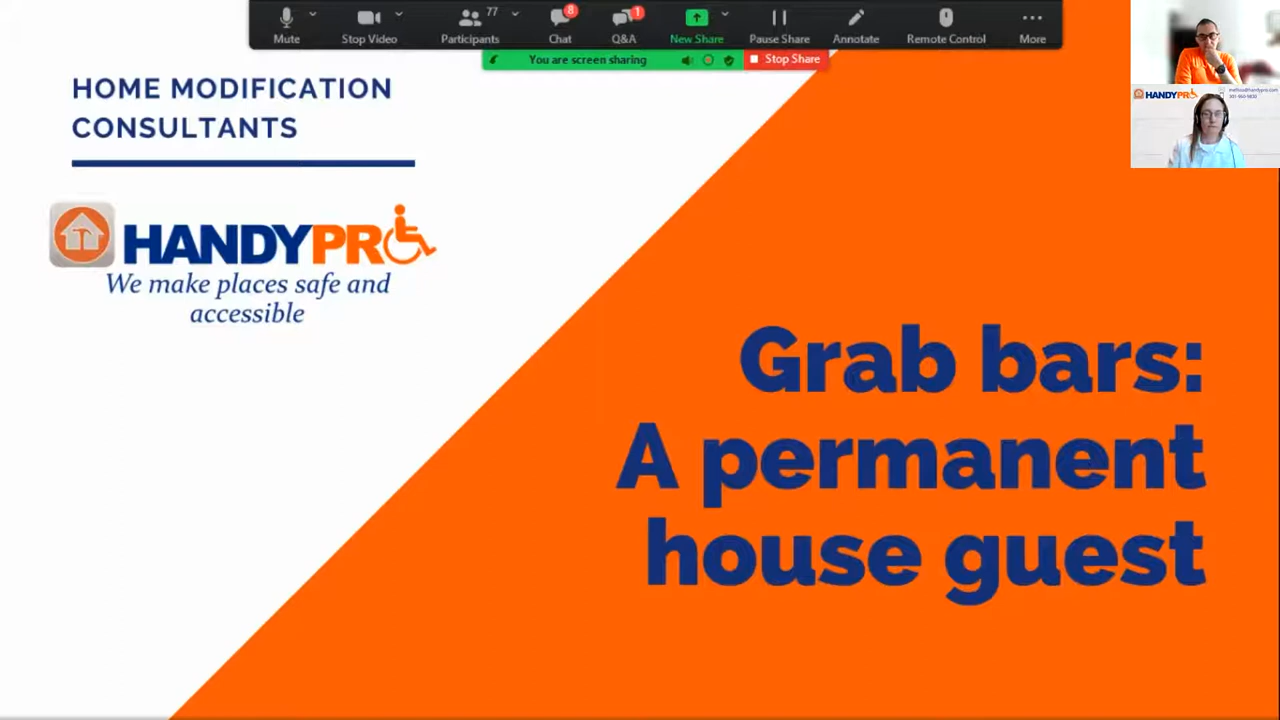 77
8
1
Mute
Stop Video
Participants
Chat
Q&A
New Share
Pause Share
Annotate
Remote Control
More
You are screen sharing
Stop Share
HOME MODIFICATION
CONSULTANTS
HANDYPRO
We make places safe and
accessible
HANDYPRO
Grab bars:
A permanent
house guest